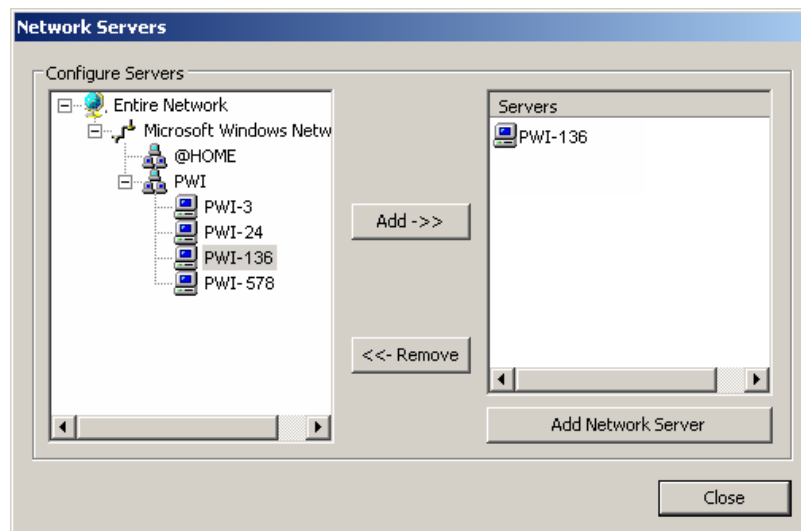 Network Servers
Configure Servers
Entire Network
Microsoft Windows Netw
@HOME
PWI
PWI-3
PWI-24
PWI-136
PWI-578
Add ->>
<<- Remove
Servers
PWI-136
Add Network Server
Close